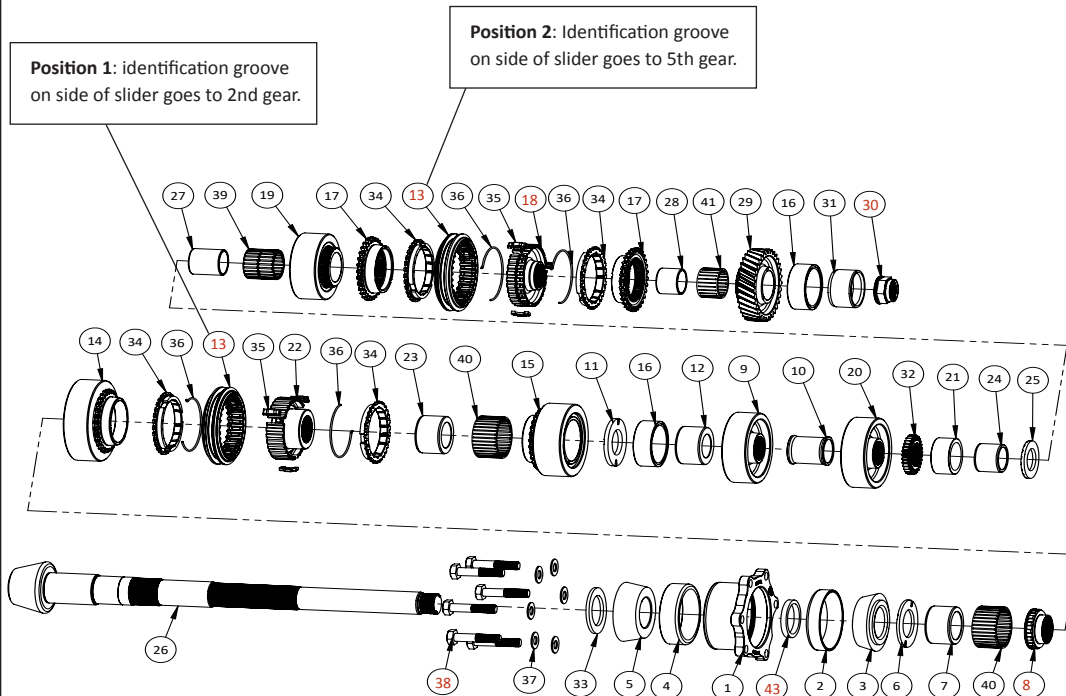 Position 2: Identification groove
on side of slider goes to 5th gear.
Position 1: identification groove
on side of slider goes to 2nd gear.
27 39 19 17 34 13 36 35 18 36 34 17 28 41 29 16 31 30
14 34 36 13 35 22 36 34 23 40 15 11 16 12 9 10 20 32 21 24 25
26 38 37 33 5 4 1 43 2 3 6 7 40 8